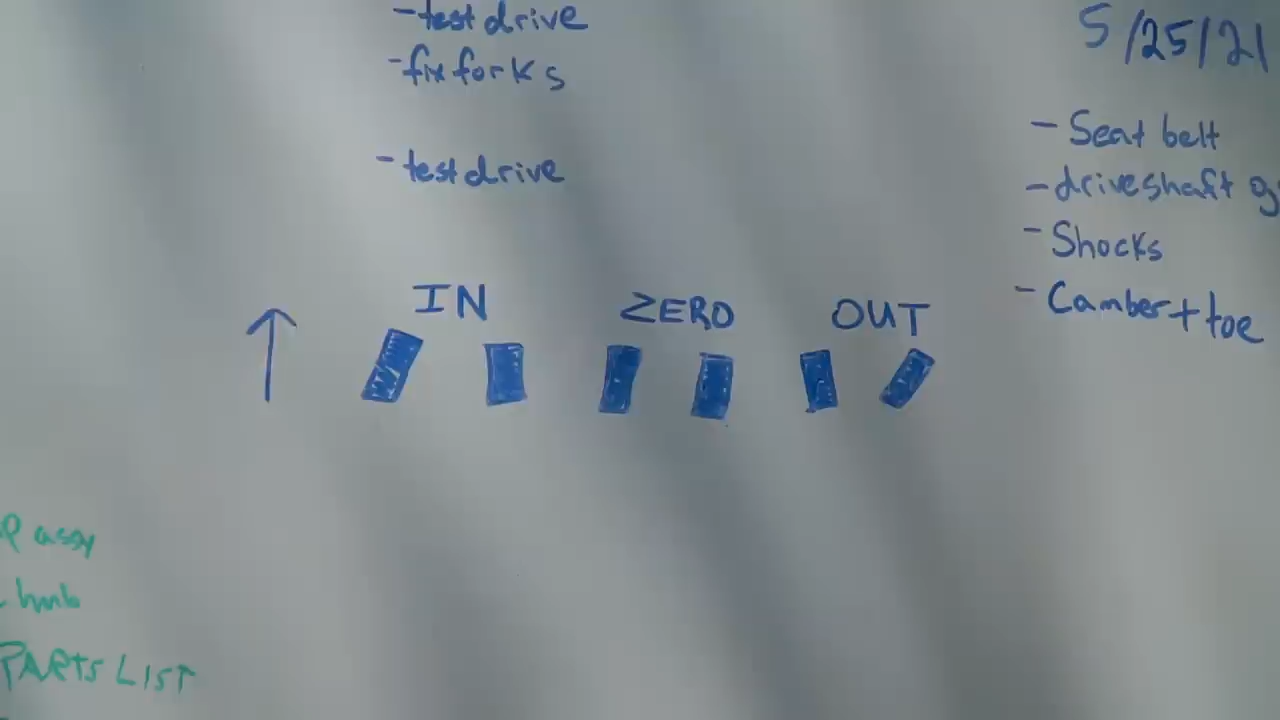 - test drive
- fix forks
- test drive
5/25/21
- Seat belt
- driveshaft
- Shocks
- Camber + toe
IN ZERO OUT
assy
PARTS LIST